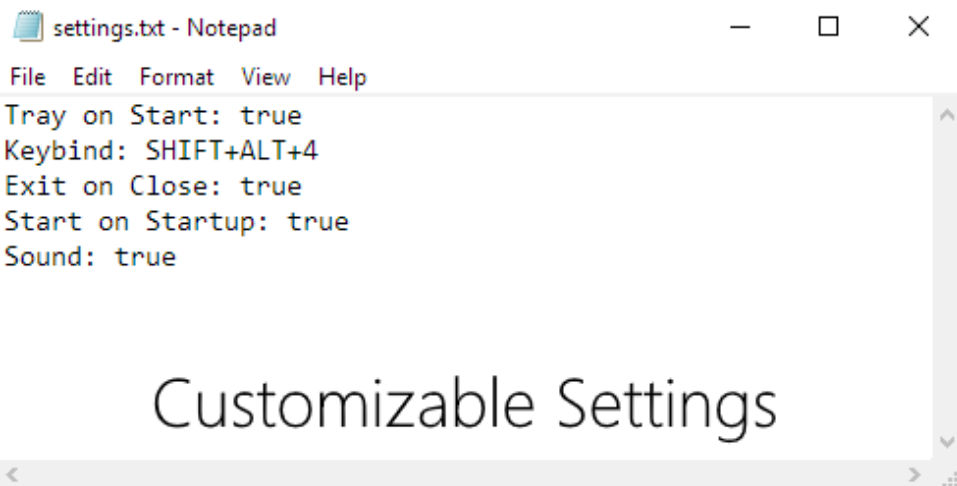 settings.txt - Notepad
File Edit Format View Help
Tray on Start: true
Keybind: SHIFT+ALT+4
Exit on Close: true
Start on Startup: true
Sound: true
Customizable Settings